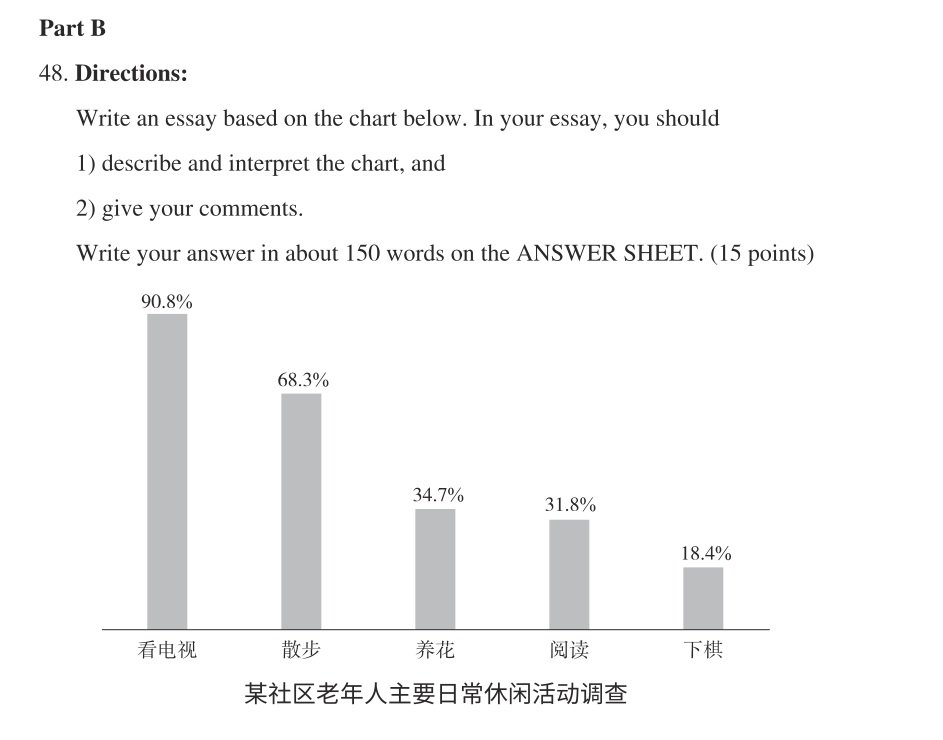 Part B
48. Directions:
Write an essay based on the chart below. In your essay, you should
1) describe and interpret the chart, and
2) give your comments.
Write your answer in about 150 words on the ANSWER SHEET. (15 points)
90.8%
68.3%
34.7%
31.8%
18.4%
看电视 散步 养花 阅读 下棋
某社区老年人主要日常休闲活动调查